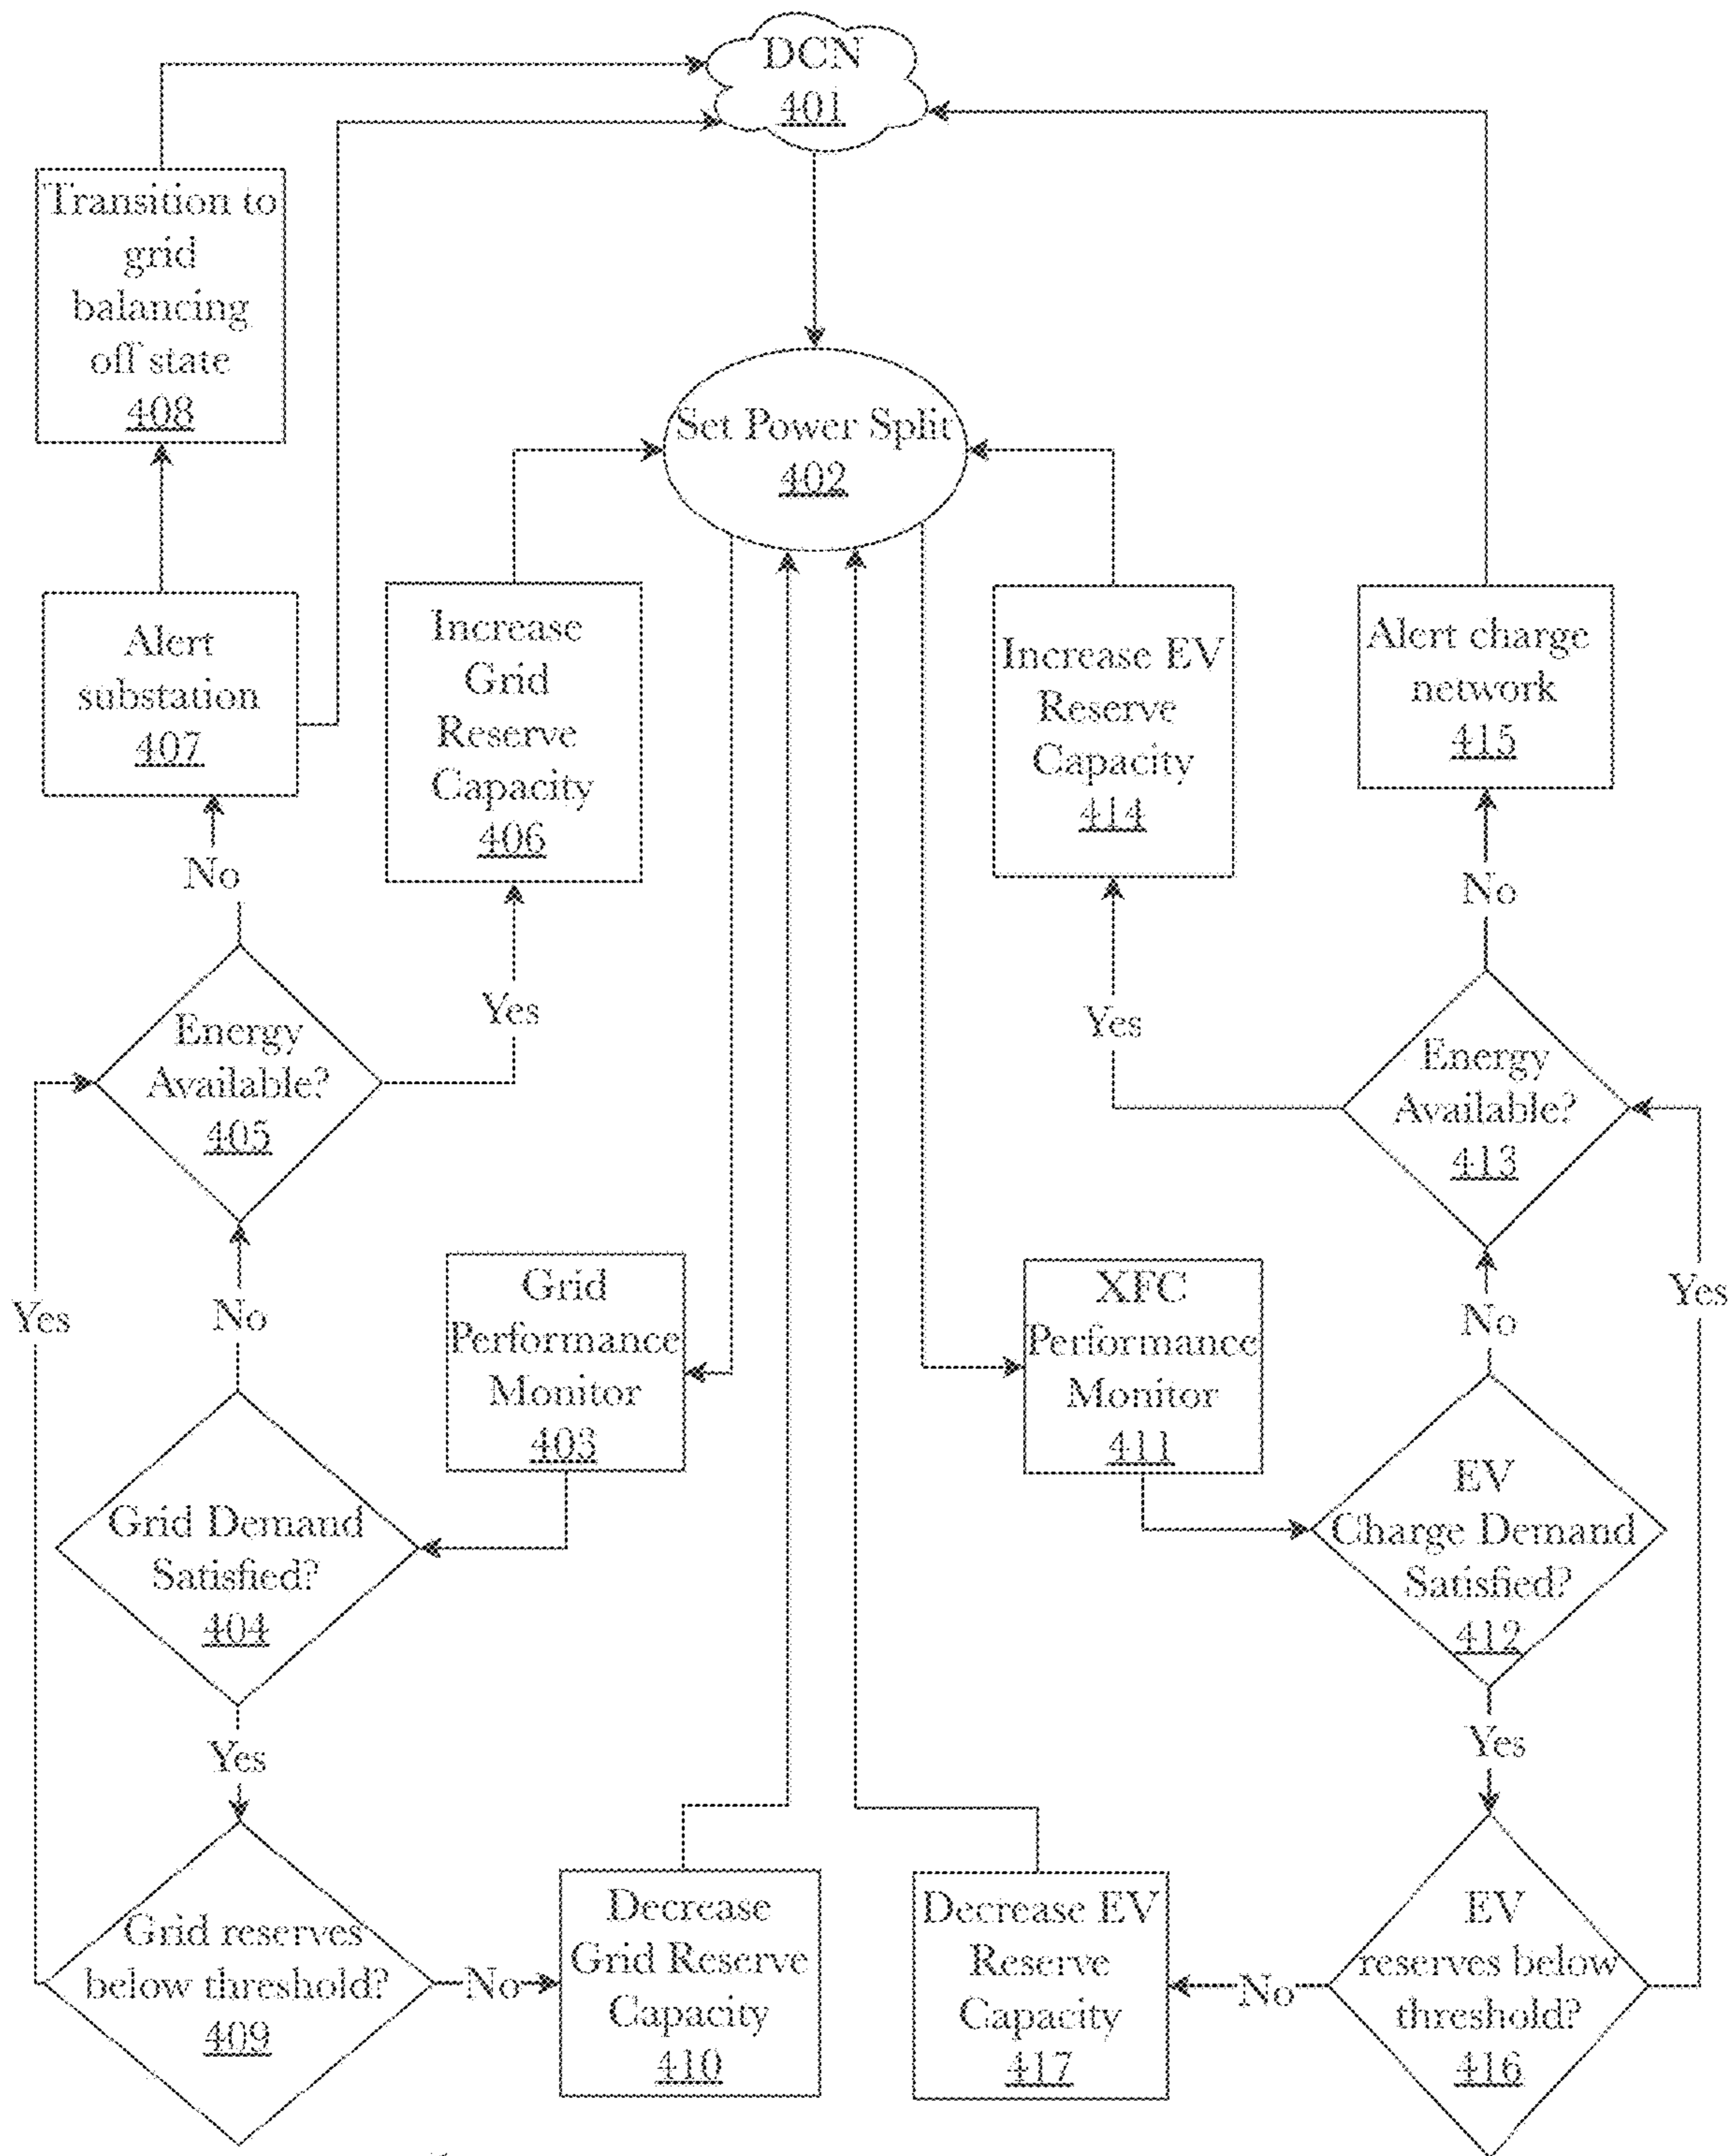 DCN
401
Transition to
grid
balancing
off state
408
Set Power Split
402
Alert
substation
407
Increase
Grid
Reserve
Capacity
406
Increase EV
Reserve
Capacity
414
Alert charge
network
415
No
Yes
Yes
No
Energy
Available?
405
Energy
Available?
413
Yes
No
Grid
Performance
Monitor
403
XFC
Performance
Monitor
411
No
Yes
Grid Demand
Satisfied?
404
EV
Charge Demand
Satisfied?
412
Yes
Yes
Grid reserves
below threshold?
409
No
Decrease
Grid Reserve
Capacity
410
Decrease EV
Reserve
Capacity
417
No
EV
reserves below
threshold?
416